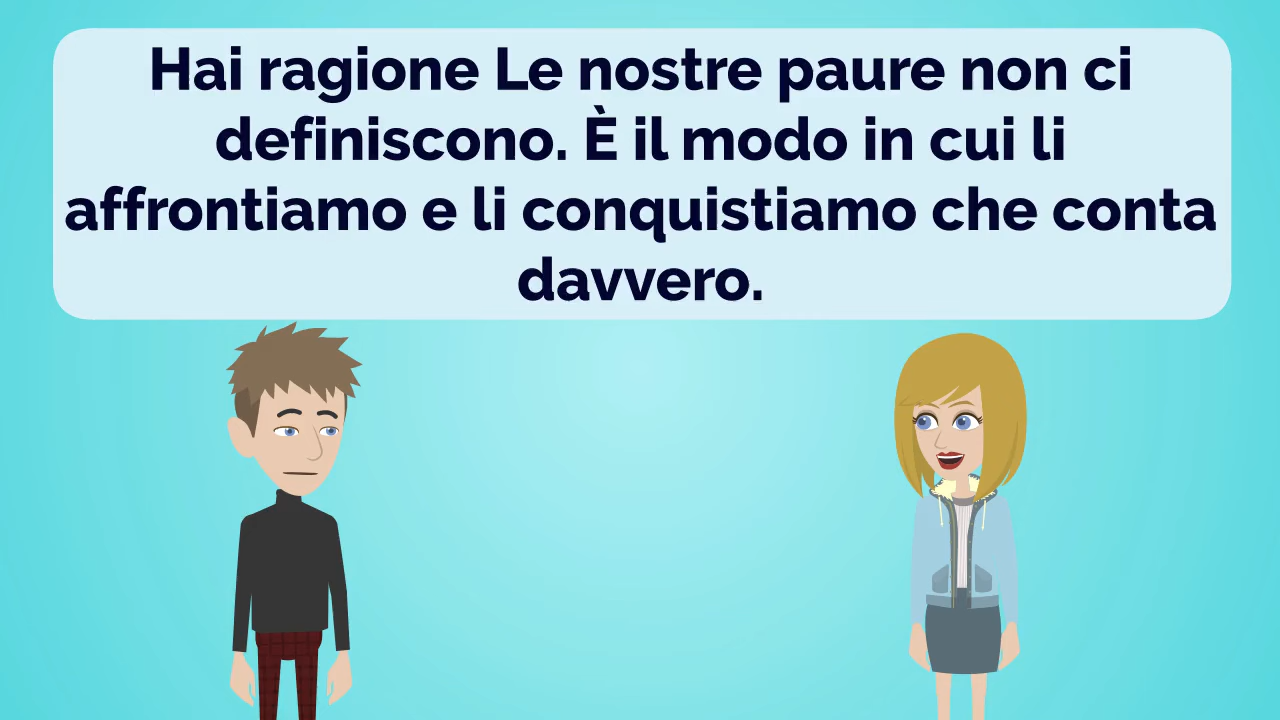 Hai ragione Le nostre paure non ci
definiscono. È il modo in cui li
affrontiamo e li conquistiamo che conta
davvero.